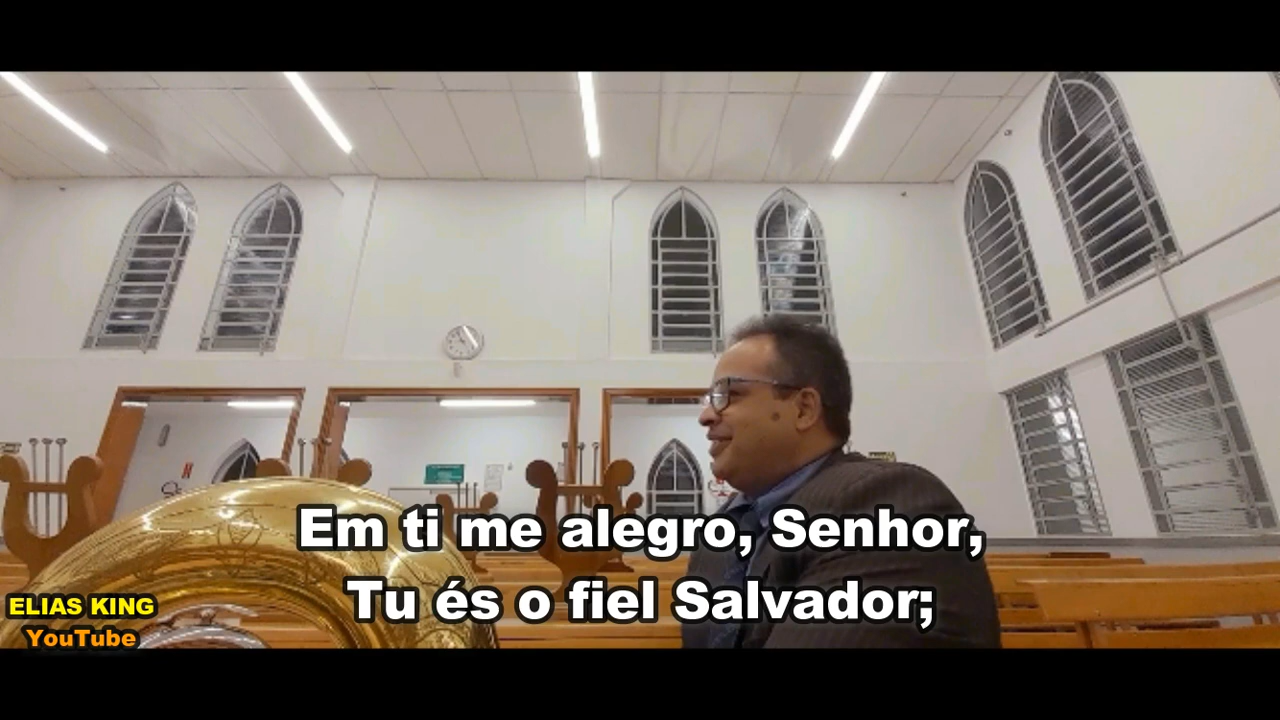 Em ti me alegro, Senhor,
Tu és o fiel Salvador;
ELIAS KING
YouTube